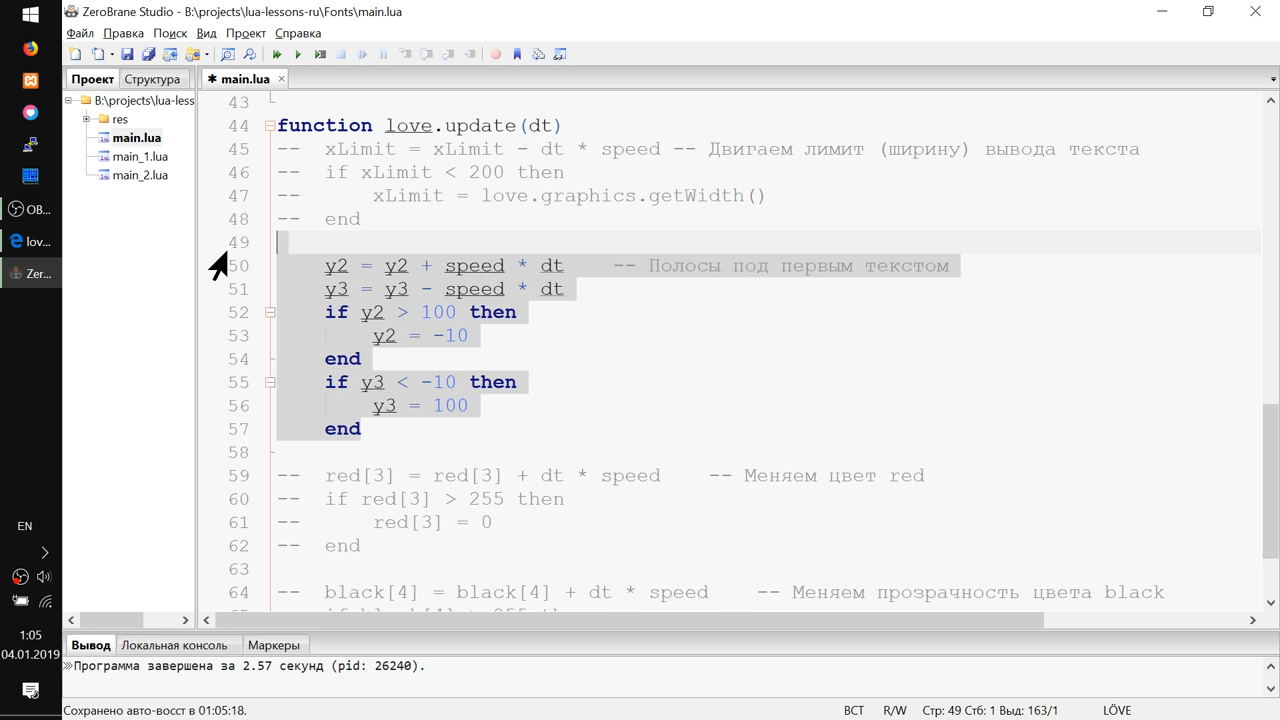 ZeroBrane Studio - B:\projects\lua-lessons-ru\Fonts\main.lua
Файл Правка Поиск Вид Проект Справка
Проект Структура
✱ main.lua ×
B:\projects\lua-less
res
main.lua
main_1.lua
main_2.lua
43
44 function love.update(dt)
45 -- xLimit = xLimit - dt * speed -- Двигаем лимит (ширину) вывода текста
46 -- if xLimit < 200 then
47 -- xLimit = love.graphics.getWidth()
48 -- end
49
50 y2 = y2 + speed * dt -- Полосы под первым текстом
51 y3 = y3 - speed * dt
52 if y2 > 100 then
53 y2 = -10
54 end
55 if y3 < -10 then
56 y3 = 100
57 end
58
59 -- red[3] = red[3] + dt * speed -- Меняем цвет red
60 -- if red[3] > 255 then
61 -- red[3] = 0
62 -- end
63
64 -- black[4] = black[4] + dt * speed -- Меняем прозрачность цвета black
Вывод Локальная консоль Маркеры
Программа завершена за 2.57 секунд (pid: 26240).
Сохранено авто-восст в 01:05:18.
ВСТ R/W Стр: 49 Стб: 1 Выд: 163/1 LÖVE
OB...
lov...
Zer...
EN
1:05
04.01.2019